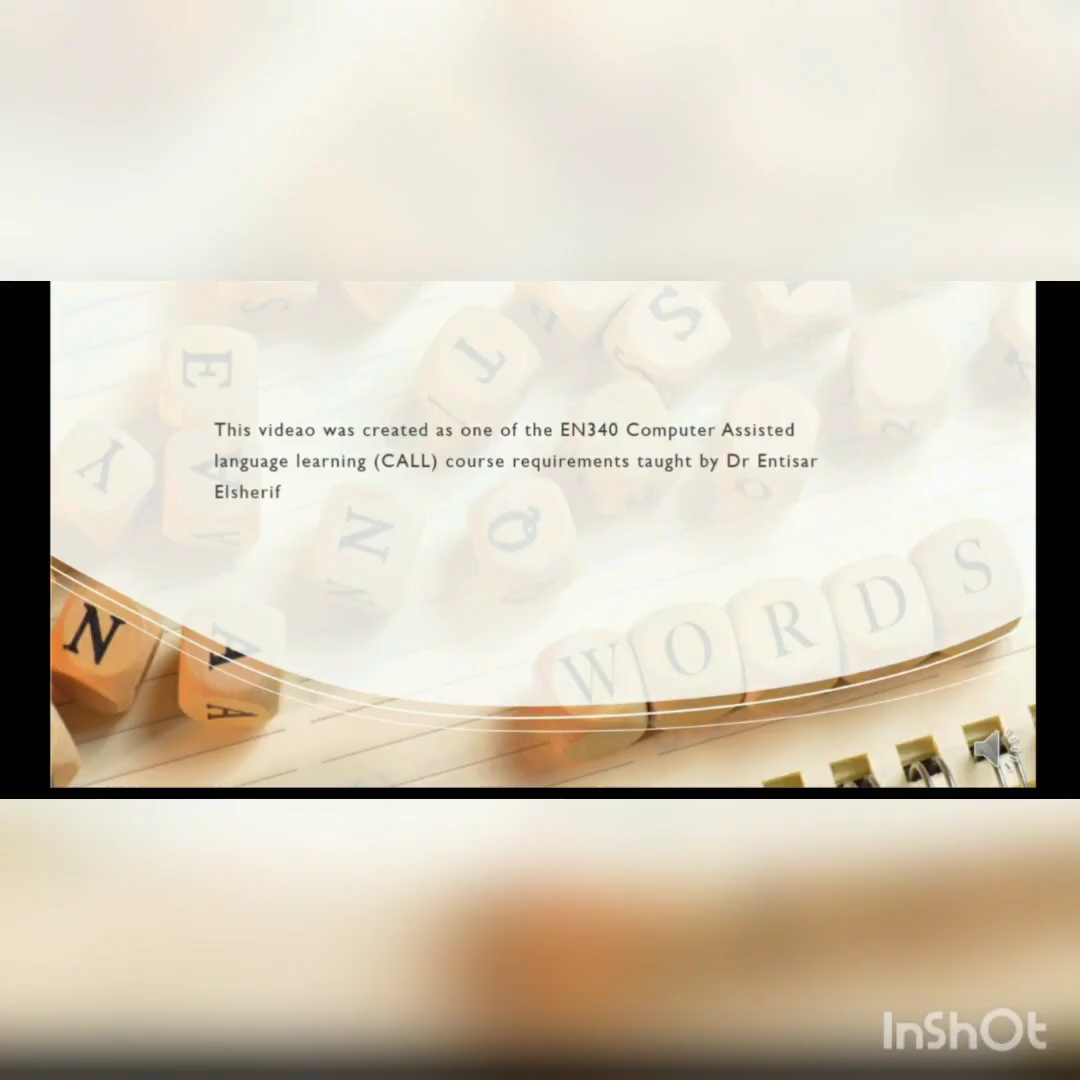 This videao was created as one of the EN340 Computer Assisted
language learning (CALL) course requirements taught by Dr Entisar
Elsherif
E
T
S
Y
N
Q
N
A
A
WORDS
InShOt